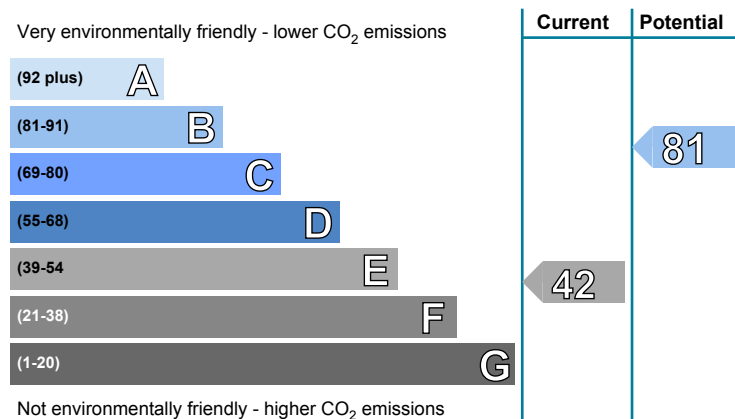 Very environmentally friendly - lower CO2 emissions
Current
Potential
(92 plus) A
(81-91) B
(69-80) C
(55-68) D
(39-54 E
(21-38) F
(1-20) G
81
42
Not environmentally friendly - higher CO2 emissions